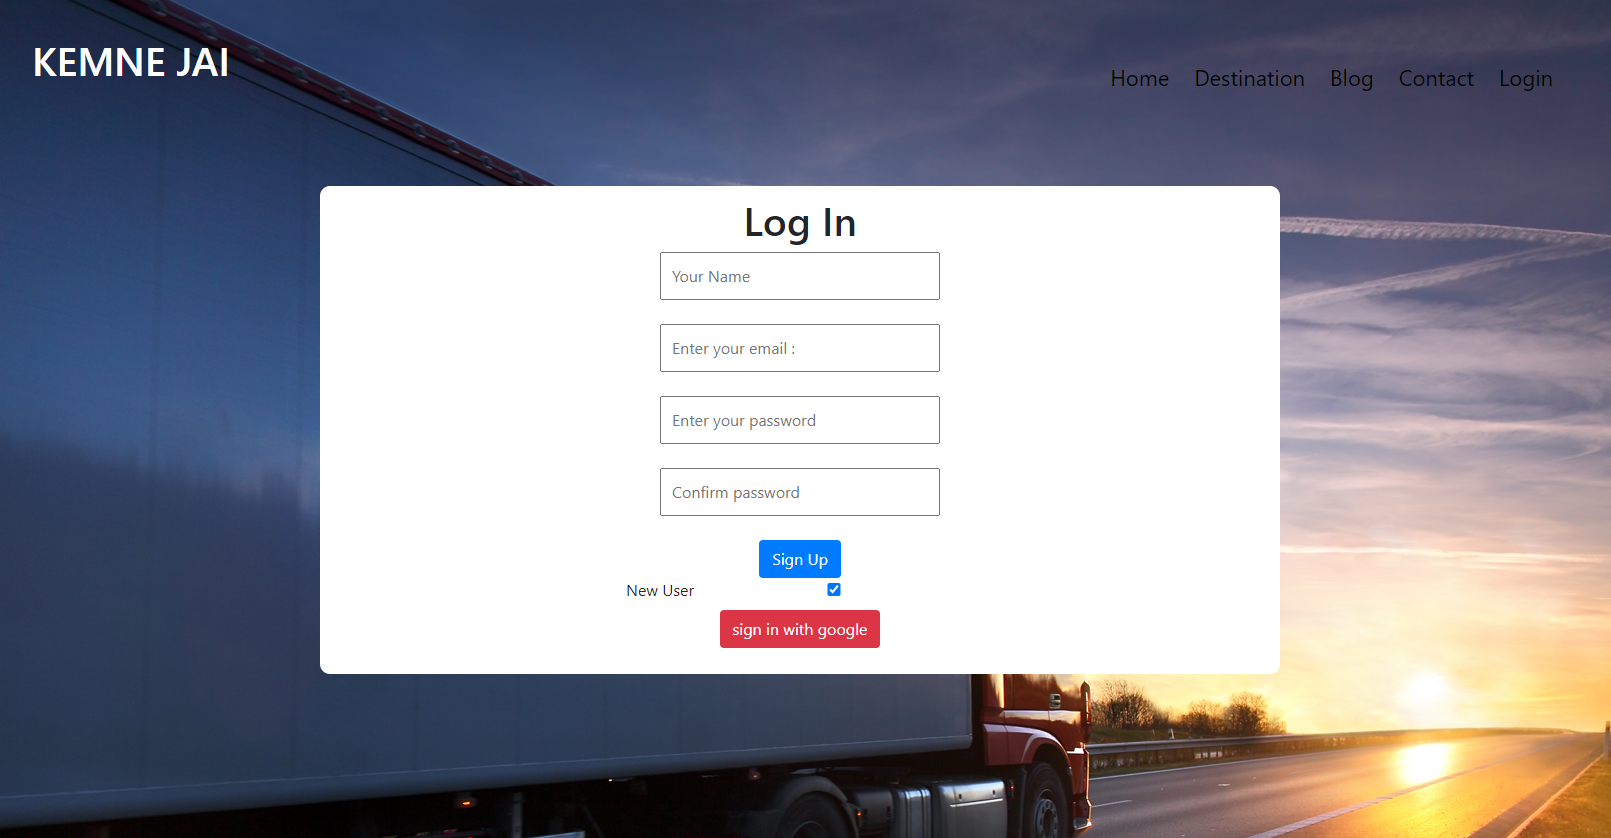 KEMNE JAI
Home Destination Blog Contact Login
Log In
Your Name
Enter your email :
Enter your password
Confirm password
Sign Up
New User
sign in with google